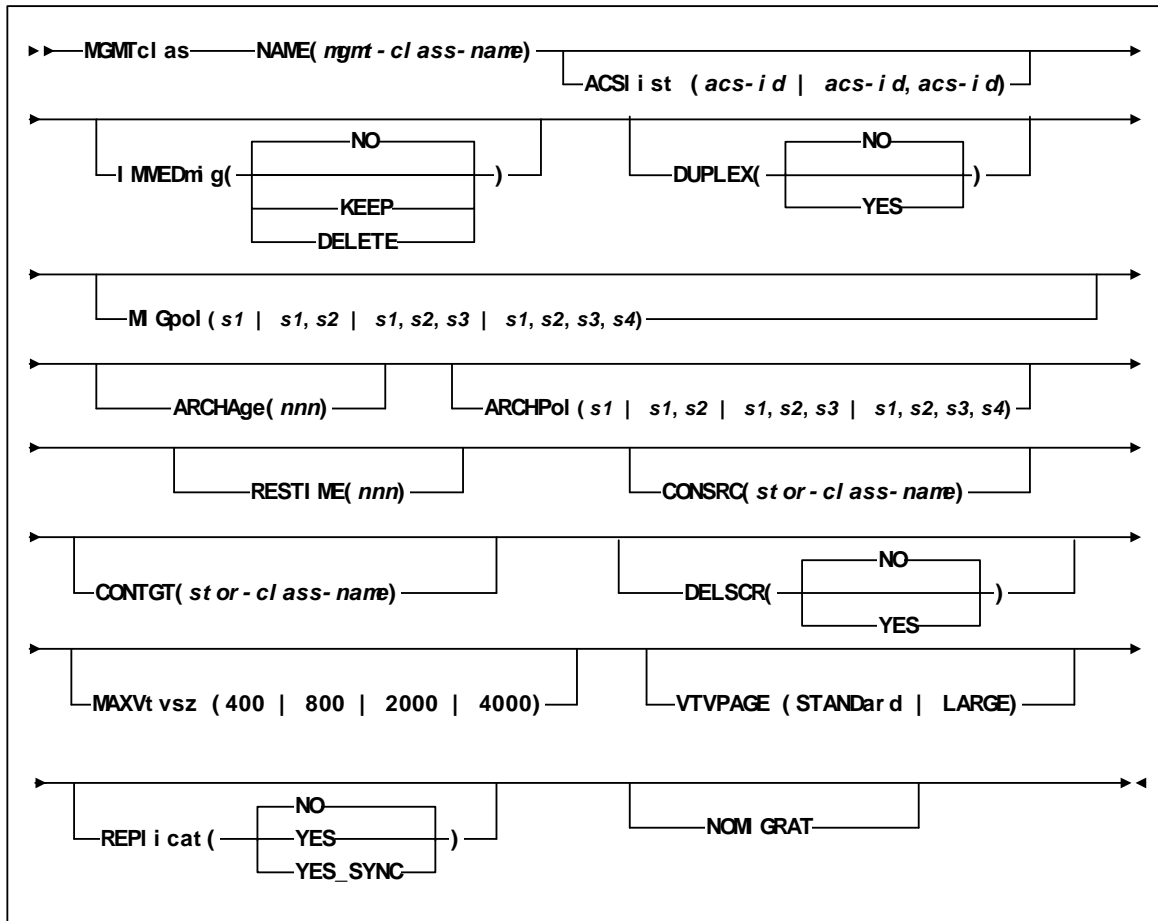 MGMTclas NAME(mgmt-class-name)
ACSlist (acs-id | acs-id,acs-id)
NO NO
IMMEDmig( ) DUPLEX( )
KEEP YES
DELETE
MIGpol(s1 | s1,s2 | s1,s2,s3 | s1,s2,s3,s4)
ARCHAge(nnn) ARCHPol(s1 | s1,s2 | s1,s2,s3 | s1,s2,s3,s4)
RESTIME(nnn) CONSRC(stor-class-name)
NO
CONTGT(stor-class-name) DELSCR( )
YES
MAXVtvsz (400 | 800 | 2000 | 4000) VTVPAGE (STANDard | LARGE)
NO
REPlicat( YES ) NOMIGRAT
YES_SYNC